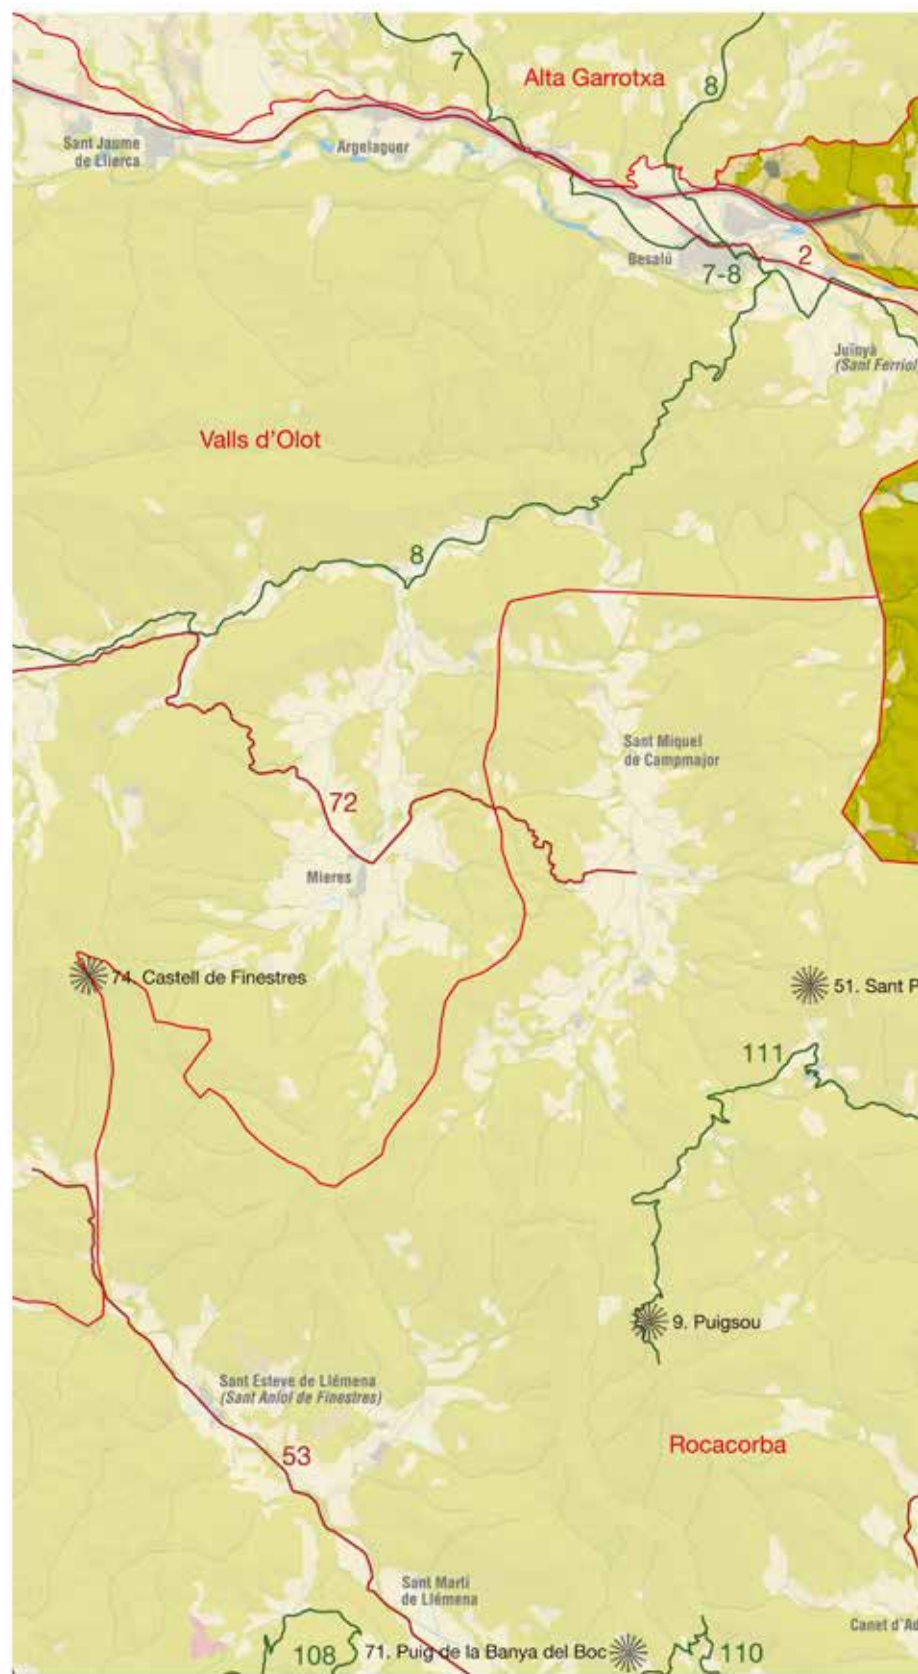 7
Alta Garrotxa
8
Sant Jaume
de Llierca
Argelaguer
Besalú
7-8
2
Juïnyà
(Sant Ferriol)
Valls d'Olot
8
Sant Miquel
de Campmajor
72
Mieres
74. Castell de Finestres
51. Sant P
111
9. Puigsou
Sant Esteve de Llémena
(Sant Aniol de Finestres)
Rocacorba
53
Sant Martí
de Llémena
Canet d'Ad
108
71. Puig de la Banya del Boc
110